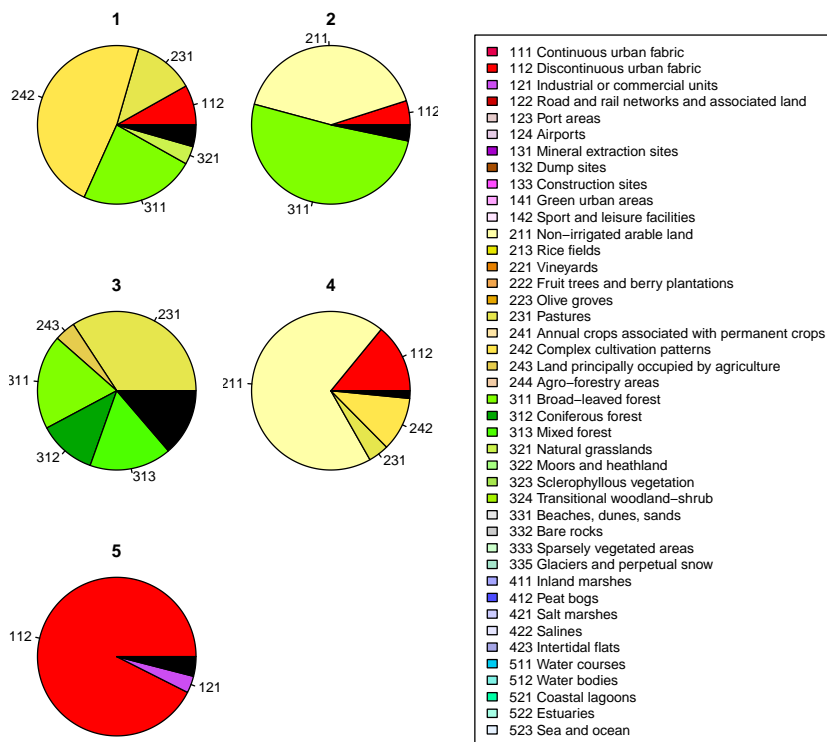 1
242
231
112
321
311
2
211
112
311
3
243
231
311
312
313
4
211
112
242
231
5
112
121
111 Continuous urban fabric
112 Discontinuous urban fabric
121 Industrial or commercial units
122 Road and rail networks and associated land
123 Port areas
124 Airports
131 Mineral extraction sites
132 Dump sites
133 Construction sites
141 Green urban areas
142 Sport and leisure facilities
211 Non−irrigated arable land
213 Rice fields
221 Vineyards
222 Fruit trees and berry plantations
223 Olive groves
231 Pastures
241 Annual crops associated with permanent crops
242 Complex cultivation patterns
243 Land principally occupied by agriculture
244 Agro−forestry areas
311 Broad−leaved forest
312 Coniferous forest
313 Mixed forest
321 Natural grasslands
322 Moors and heathland
323 Sclerophyllous vegetation
324 Transitional woodland−shrub
331 Beaches, dunes, sands
332 Bare rocks
333 Sparsely vegetated areas
335 Glaciers and perpetual snow
411 Inland marshes
412 Peat bogs
421 Salt marshes
422 Salines
423 Intertidal flats
511 Water courses
512 Water bodies
521 Coastal lagoons
522 Estuaries
523 Sea and ocean